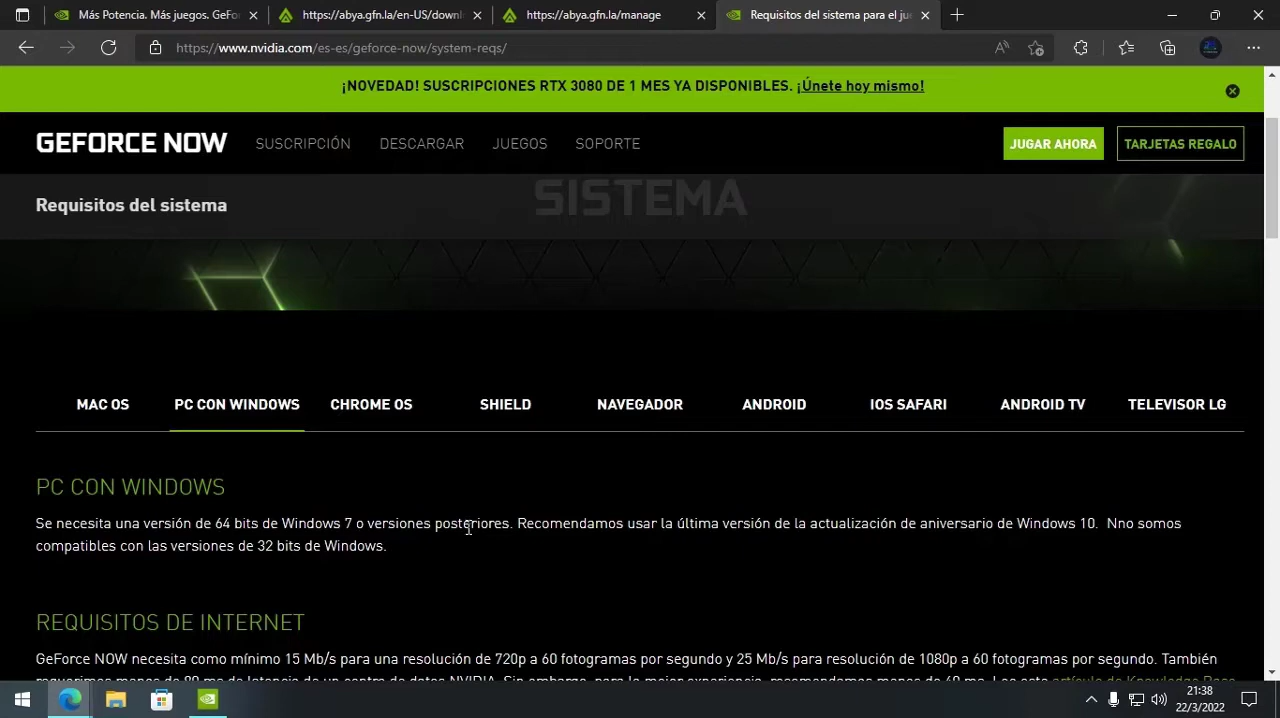 Más Potencia. Más juegos. GeFo
https://abya.gfn.la/en-US/downl
https://abya.gfn.la/manage
Requisitos del sistema para el ju
https://www.nvidia.com/es-es/geforce-now/system-reqs/
¡NOVEDAD! SUSCRIPCIONES RTX 3080 DE 1 MES YA DISPONIBLES. ¡Únete hoy mismo!
GEFORCE NOW SUSCRIPCIÓN DESCARGAR JUEGOS SOPORTE JUGAR AHORA TARJETAS REGALO
SISTEMA
Requisitos del sistema
MAC OS PC CON WINDOWS CHROME OS SHIELD NAVEGADOR ANDROID IOS SAFARI ANDROID TV TELEVISOR LG
PC CON WINDOWS
Se necesita una versión de 64 bits de Windows 7 o versiones posteriores. Recomendamos usar la última versión de la actualización de aniversario de Windows 10. Nno somos
compatibles con las versiones de 32 bits de Windows.
REQUISITOS DE INTERNET
GeForce NOW necesita como mínimo 15 Mb/s para una resolución de 720p a 60 fotogramas por segundo y 25 Mb/s para resolución de 1080p a 60 fotogramas por segundo. También
21:38
22/3/2022